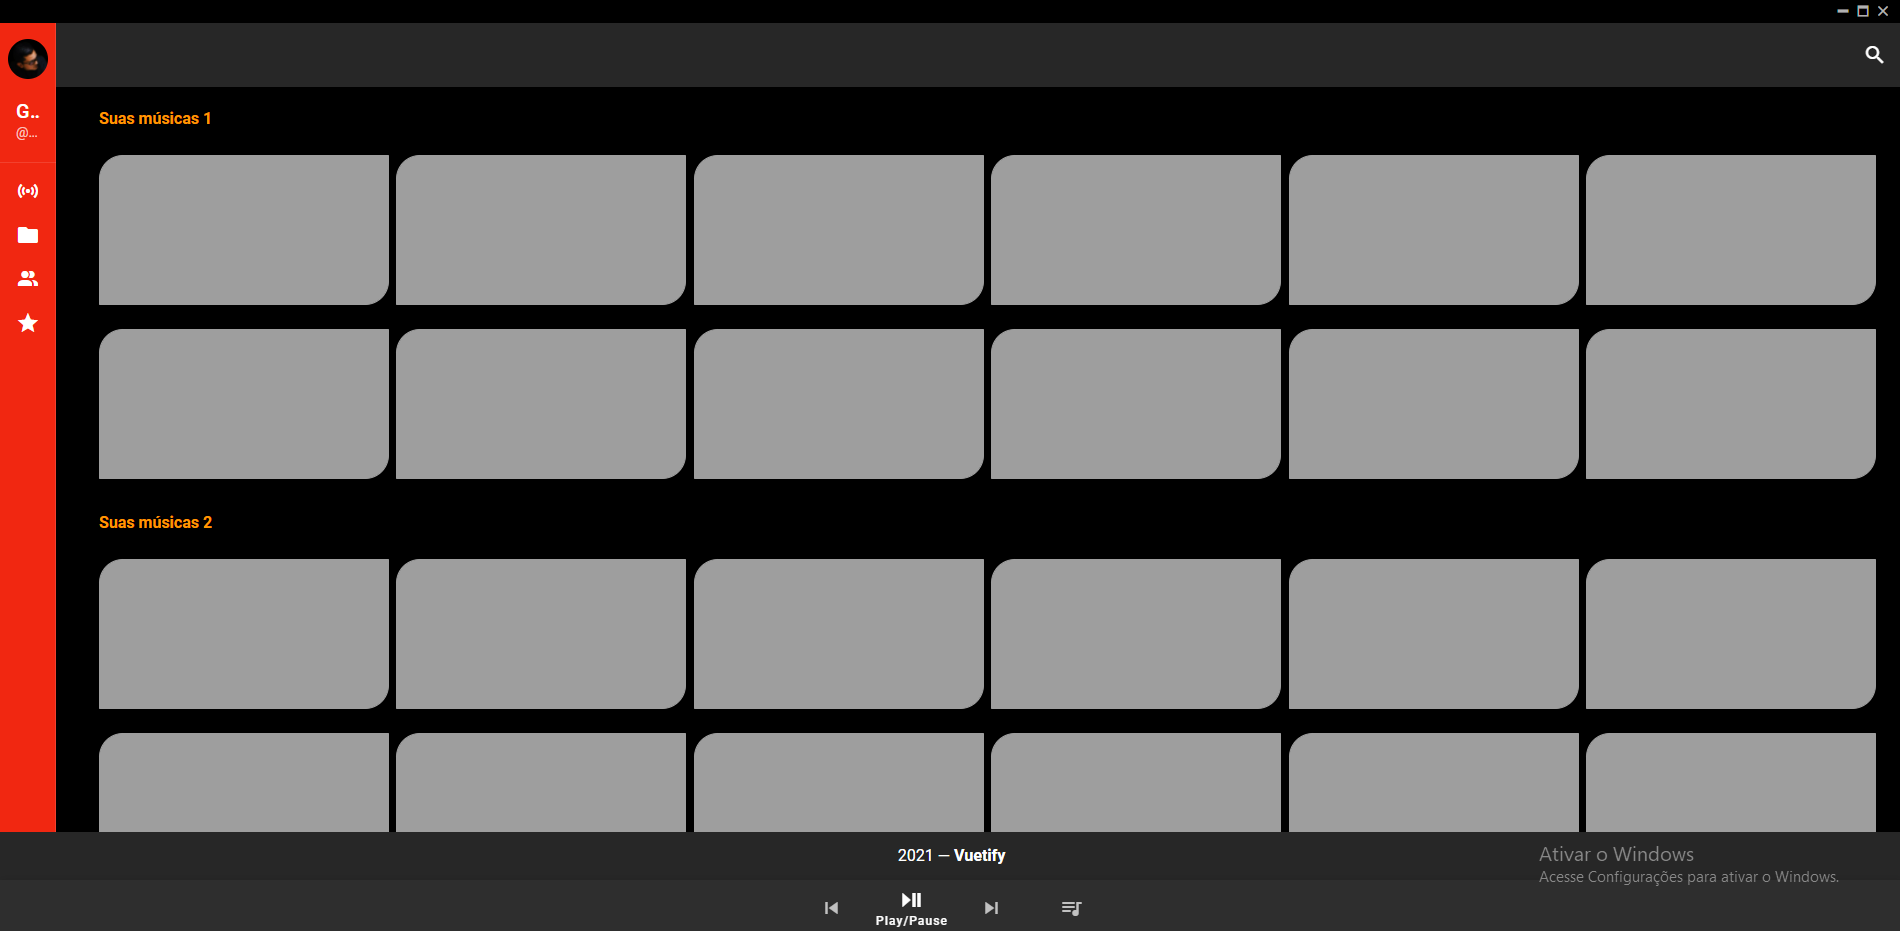 G..
@...
Suas músicas 1
Suas músicas 2
2021 — Vuetify
Ativar o Windows
Acesse Configurações para ativar o Windows.
Play/Pause